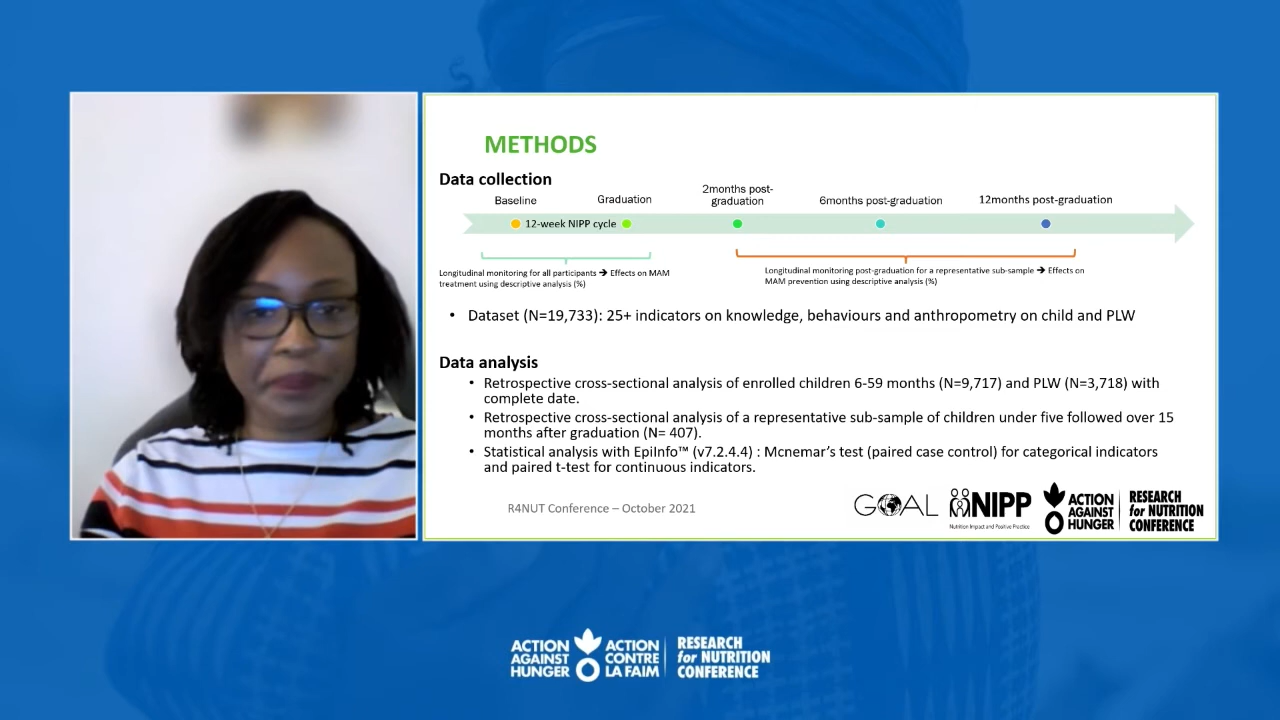 METHODS
Data collection
Baseline
Graduation
2months post-
graduation
6months post-graduation
12months post-graduation
12-week NIPP cycle
Longitudinal monitoring for all participants ➔ Effects on MAM
treatment using descriptive analysis (%)
Longitudinal monitoring post-graduation for a representative sub-sample ➔ Effects on
MAM prevention using descriptive analysis (%)
• Dataset (N=19,733): 25+ indicators on knowledge, behaviours and anthropometry on child and PLW
Data analysis
• Retrospective cross-sectional analysis of enrolled children 6-59 months (N=9,717) and PLW (N=3,718) with
complete date.
• Retrospective cross-sectional analysis of a representative sub-sample of children under five followed over 15
months after graduation (N= 407).
• Statistical analysis with EpiInfo™ (v7.2.4.4) : Mcnemar's test (paired case control) for categorical indicators
and paired t-test for continuous indicators.
R4NUT Conference – October 2021
GOAL
NIPP
Nutrition Impact and Positive Practice
ACTION
AGAINST
HUNGER
RESEARCH
for NUTRITION
CONFERENCE
ACTION
AGAINST
HUNGER
ACTION
CONTRE
LA FAIM
RESEARCH
for NUTRITION
CONFERENCE